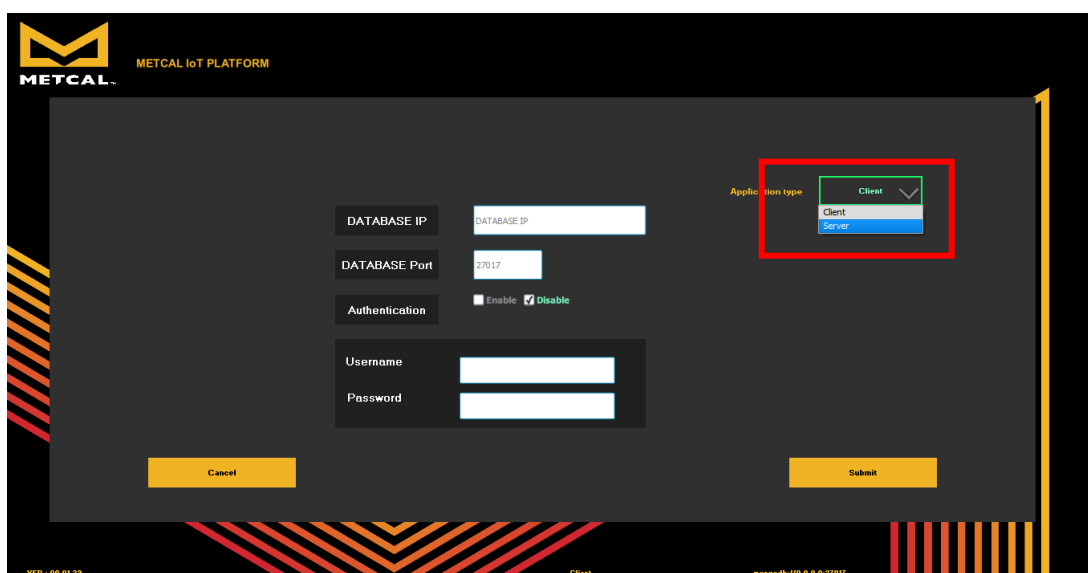 METCAL™
METCAL IoT PLATFORM
Application type
Client
Client
Server
DATABASE IP
DATABASE IP
DATABASE Port
27017
Authentication
Enable
Disable
Username
Password
Cancel
Submit
Client